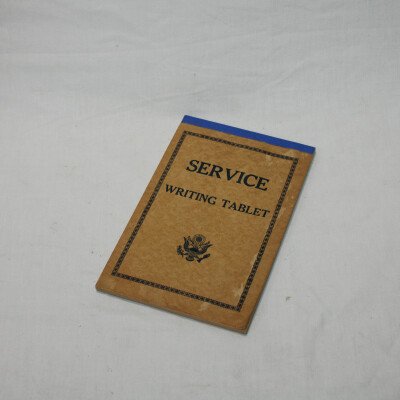 SERVICE
WRITING TABLET